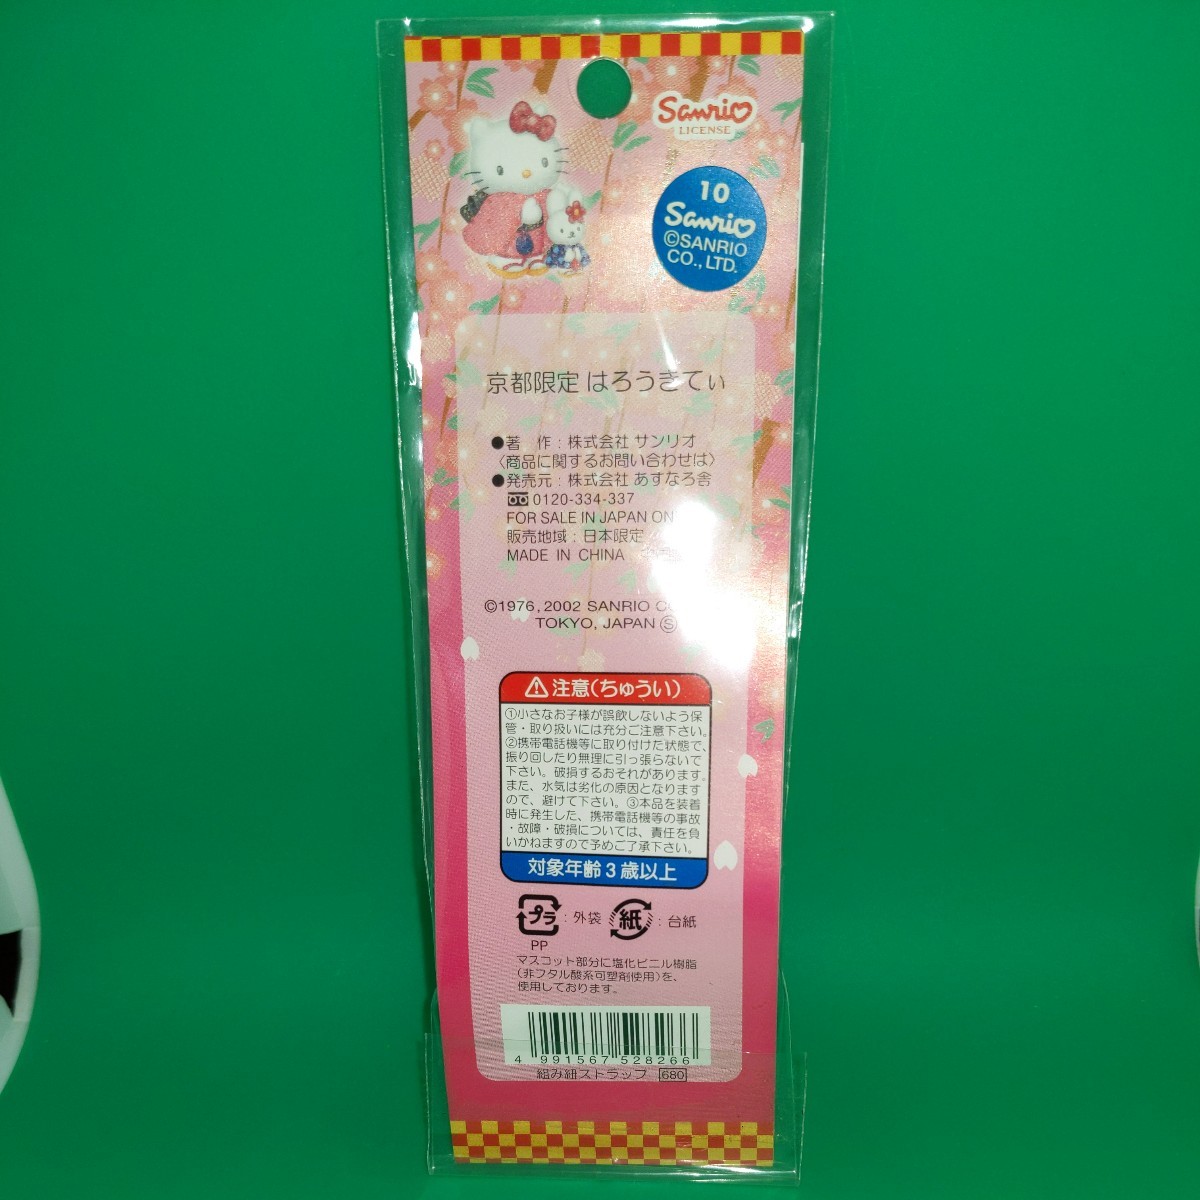 Sanrio
LICENSE
10
Sanrio
©SANRIO
CO., LTD.
京都限定 はろうきてぃ
●著 作：株式会社 サンリオ
〈商品に関するお問い合わせは〉
●発売元：株式会社 あすなろ舎
0120-334-337
FOR SALE IN JAPAN ON
販売地域：日本限定
MADE IN CHINA
©1976, 2002 SANRIO
TOKYO, JAPAN Ⓢ
注意(ちゅうい)
①小さなお子様が誤飲しないよう保
管・取り扱いには充分ご注意下さい。
②携帯電話機等に取り付けた状態で、
振り回したり無理に引っ張らないで
下さい。破損するおそれがあります。
また、水気は劣化の原因となります
ので、避けて下さい。③本品を装着
時に発生した、携帯電話機等の事故
・故障・破損については、責任を負
いかねますので予めご了承下さい。
対象年齢3歳以上
プラ：外袋 紙：台紙
PP
マスコット部分に塩化ビニル樹脂
(非フタル酸系可塑剤使用)を、
使用しております。
4 991567 528266
組み紐ストラップ 680